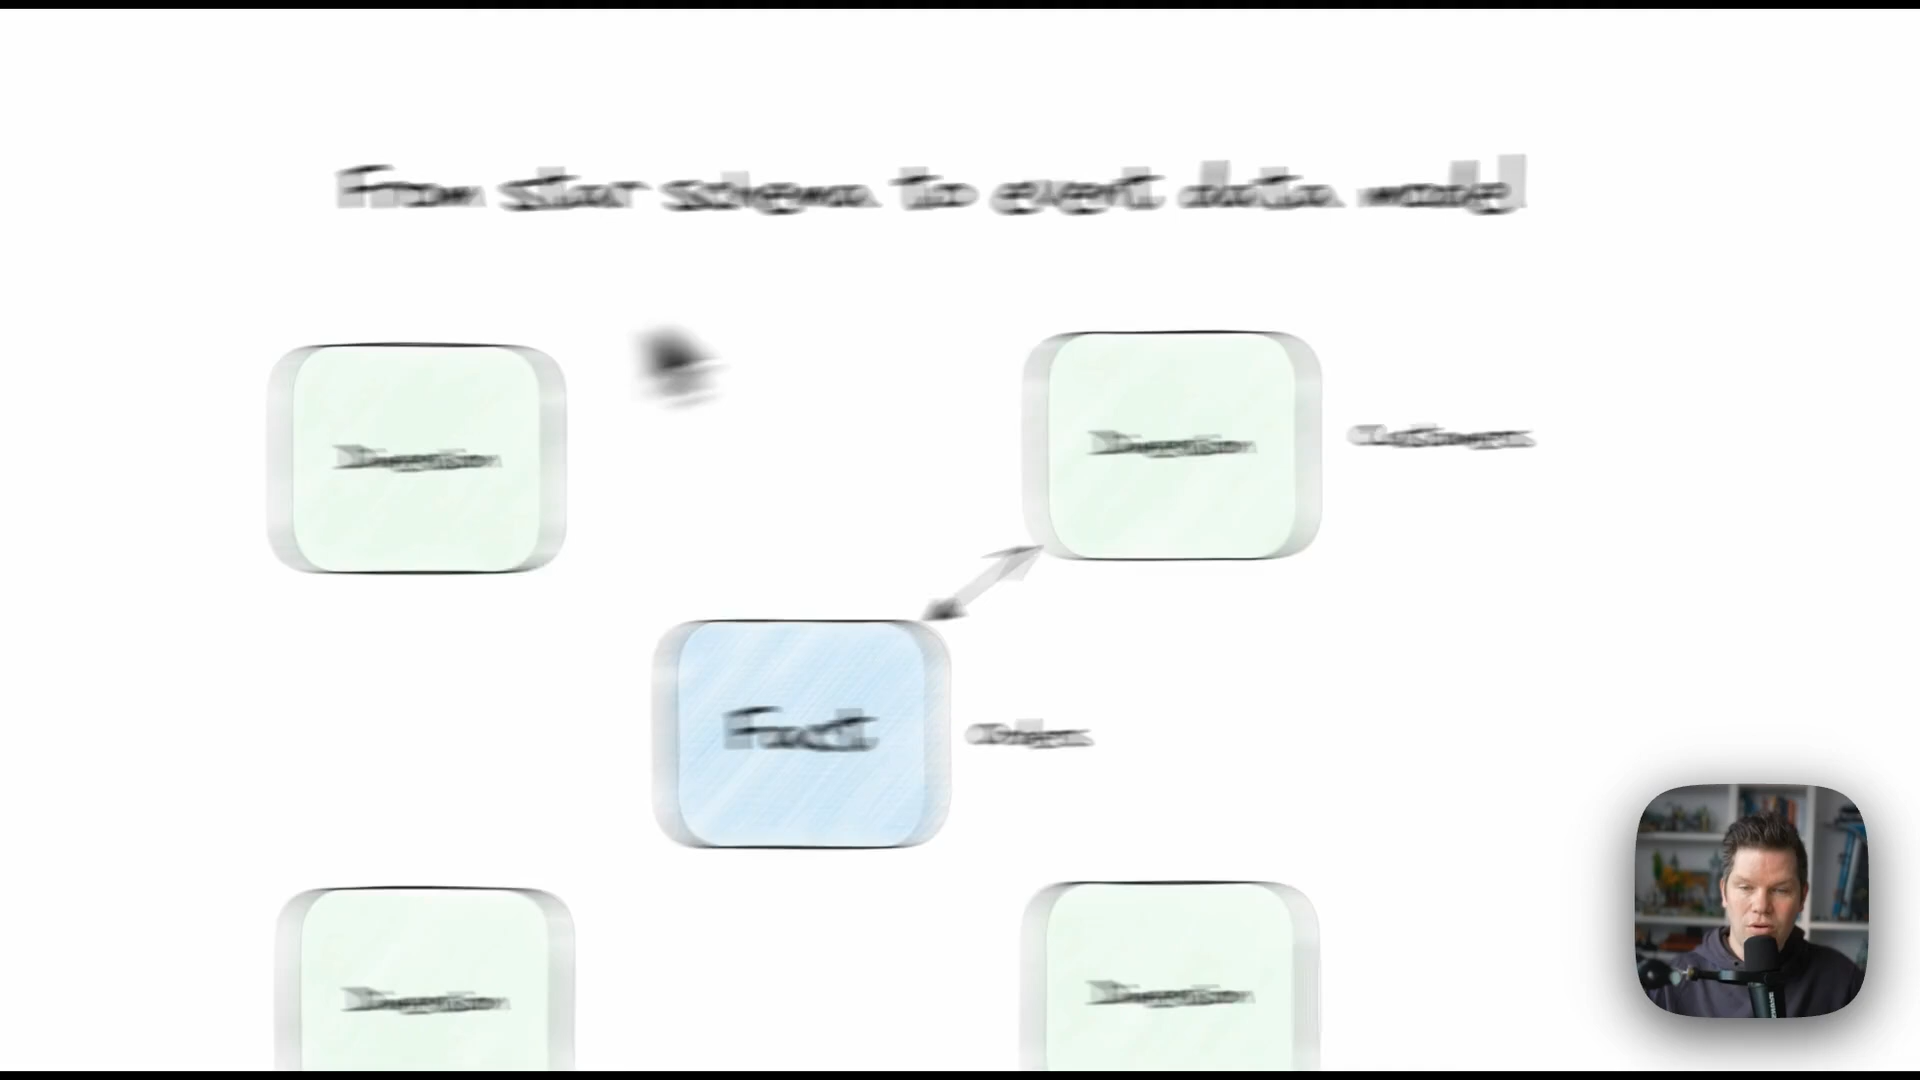 From star schema to event data model
Dimension
Dimension
Customers
Fact
Orders
Dimension
Dimension